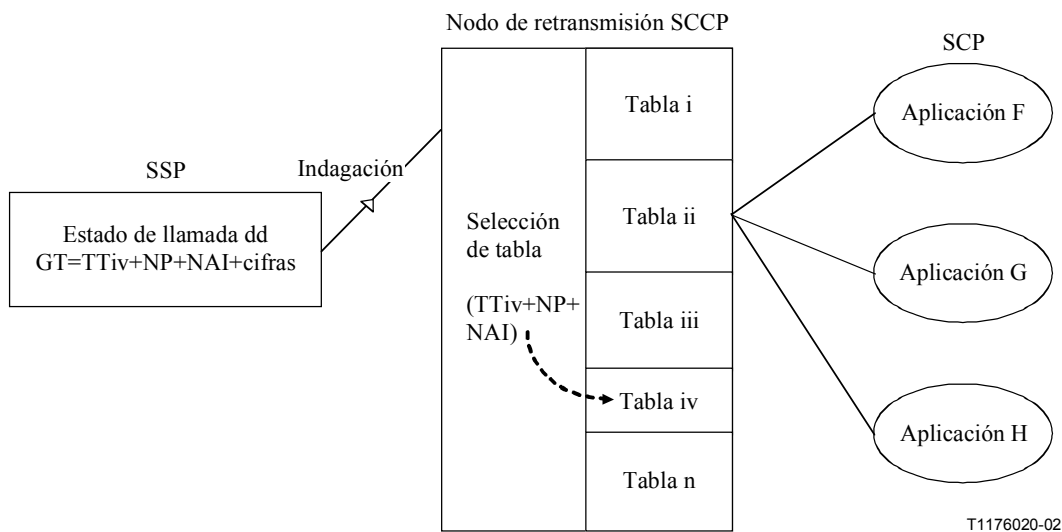 Nodo de retransmisión SCCP
SCP
SSP
Indagación
Estado de llamada dd
GT=TTiv+NP+NAI+cifras
Selección
de tabla
(TTiv+NP+
NAI)
Tabla i
Tabla ii
Tabla iii
Tabla iv
Tabla n
Aplicación F
Aplicación G
Aplicación H
T1176020-02